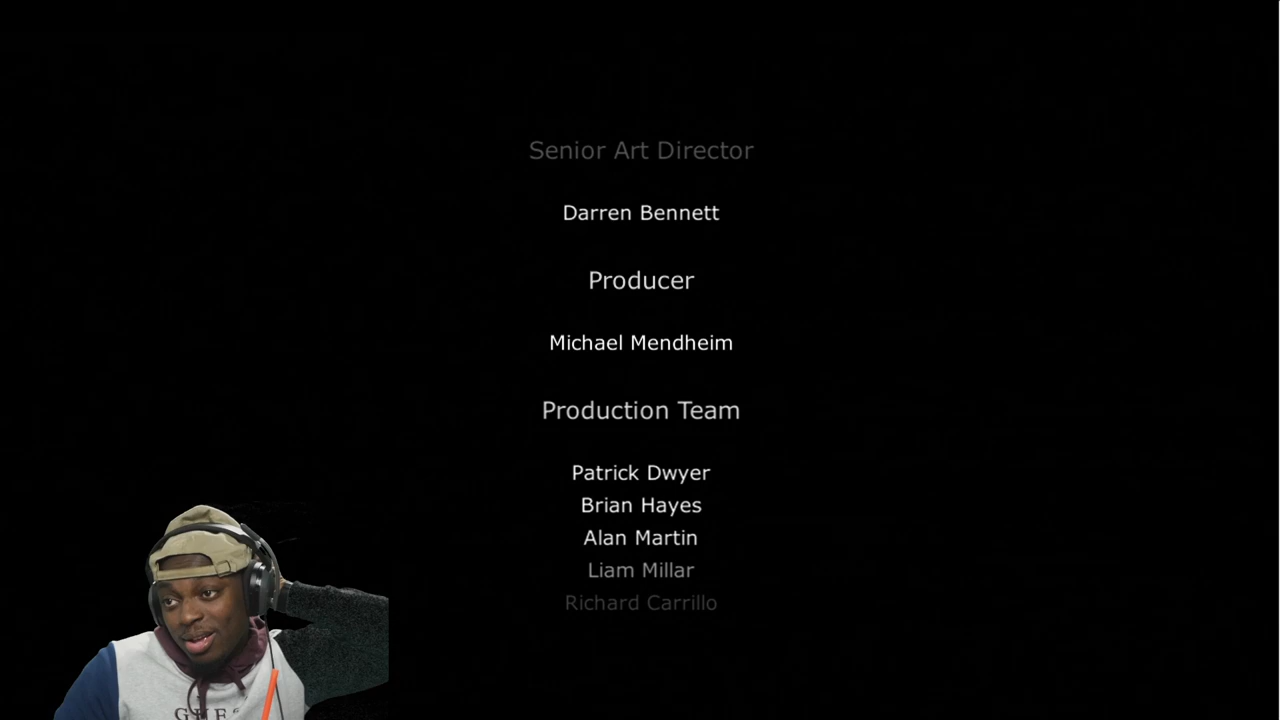 Senior Art Director
Darren Bennett
Producer
Michael Mendheim
Production Team
Patrick Dwyer
Brian Hayes
Alan Martin
Liam Millar
Richard Carrillo